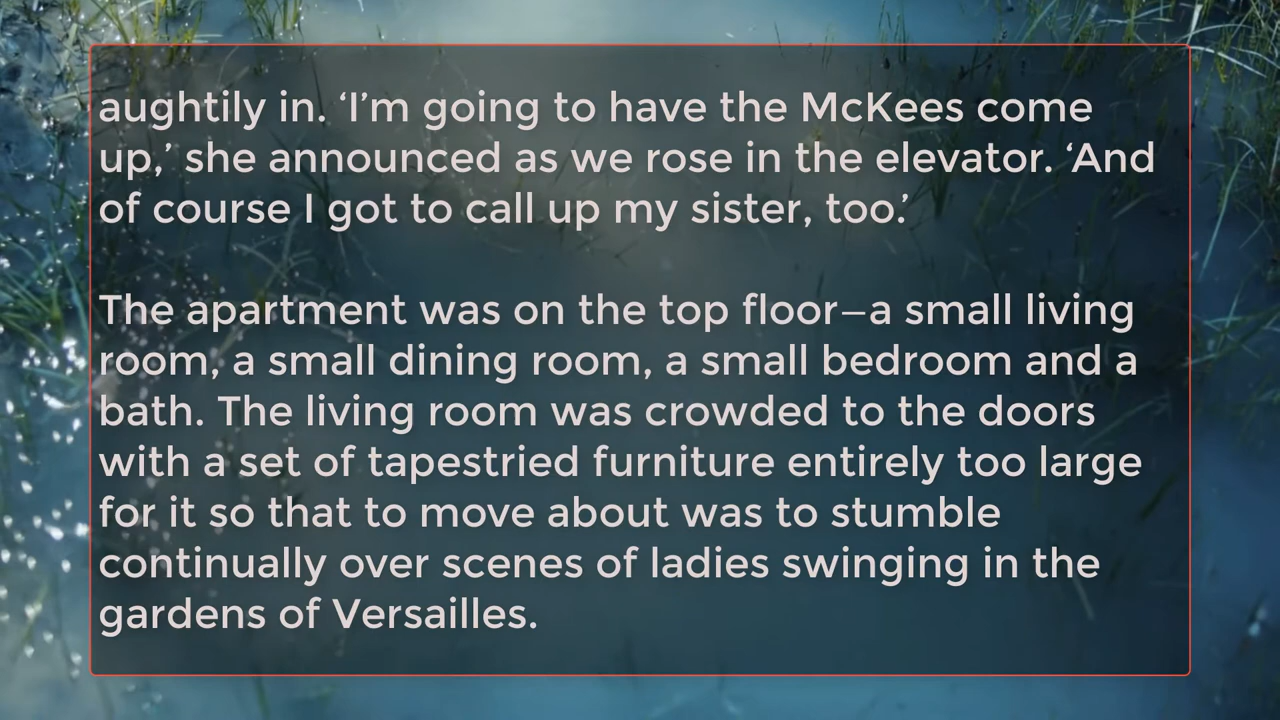 aughtily in. ‘I’m going to have the McKees come
up,’ she announced as we rose in the elevator. ‘And
of course I got to call up my sister, too.’
The apartment was on the top floor—a small living
room, a small dining room, a small bedroom and a
bath. The living room was crowded to the doors
with a set of tapestried furniture entirely too large
for it so that to move about was to stumble
continually over scenes of ladies swinging in the
gardens of Versailles.